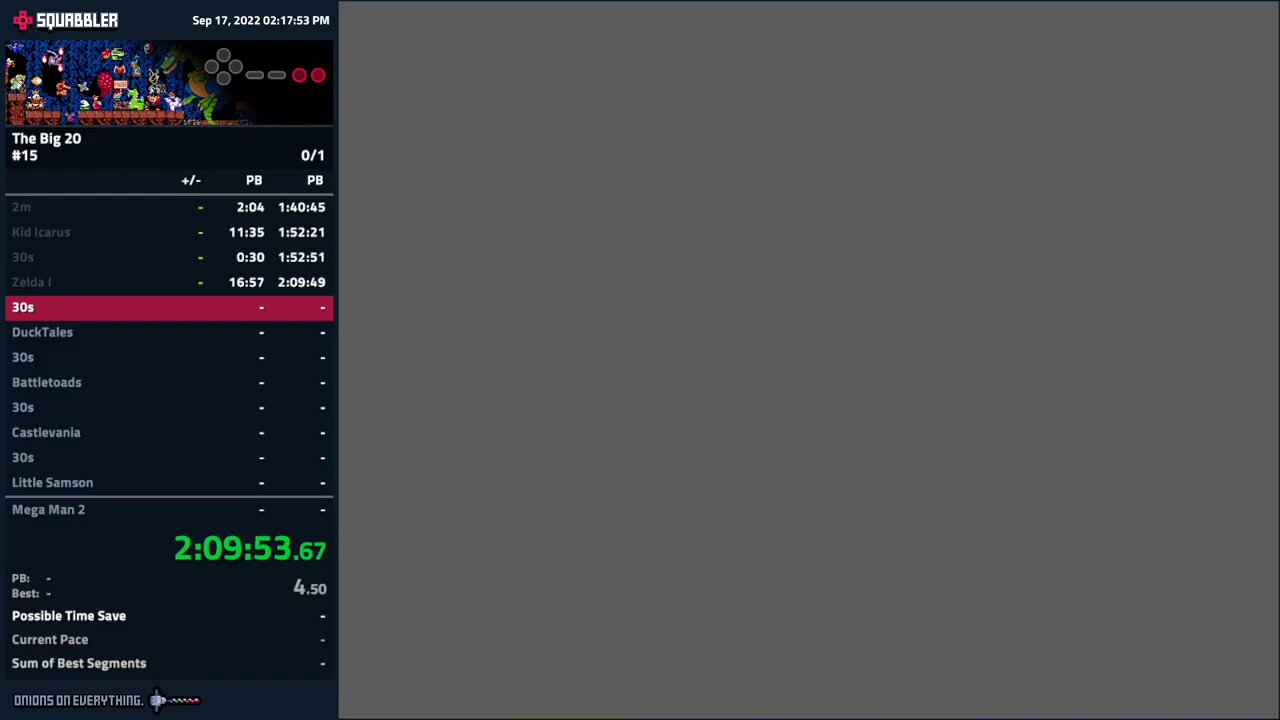 SQUABBLER Sep 17, 2022 02:17:53 PM
The Big 20
#15 0/1
+/- PB PB
2m - 2:04 1:40:45
Kid Icarus - 11:35 1:52:21
30s - 0:30 1:52:51
Zelda I - 16:57 2:09:49
30s - -
DuckTales - -
30s - -
Battletoads - -
30s - -
Castlevania - -
30s - -
Little Samson - -
Mega Man 2 - -
2:09:53.67
PB: -
Best: - 4.50
Possible Time Save -
Current Pace -
Sum of Best Segments -
ONIONS ON EVERYTHING.